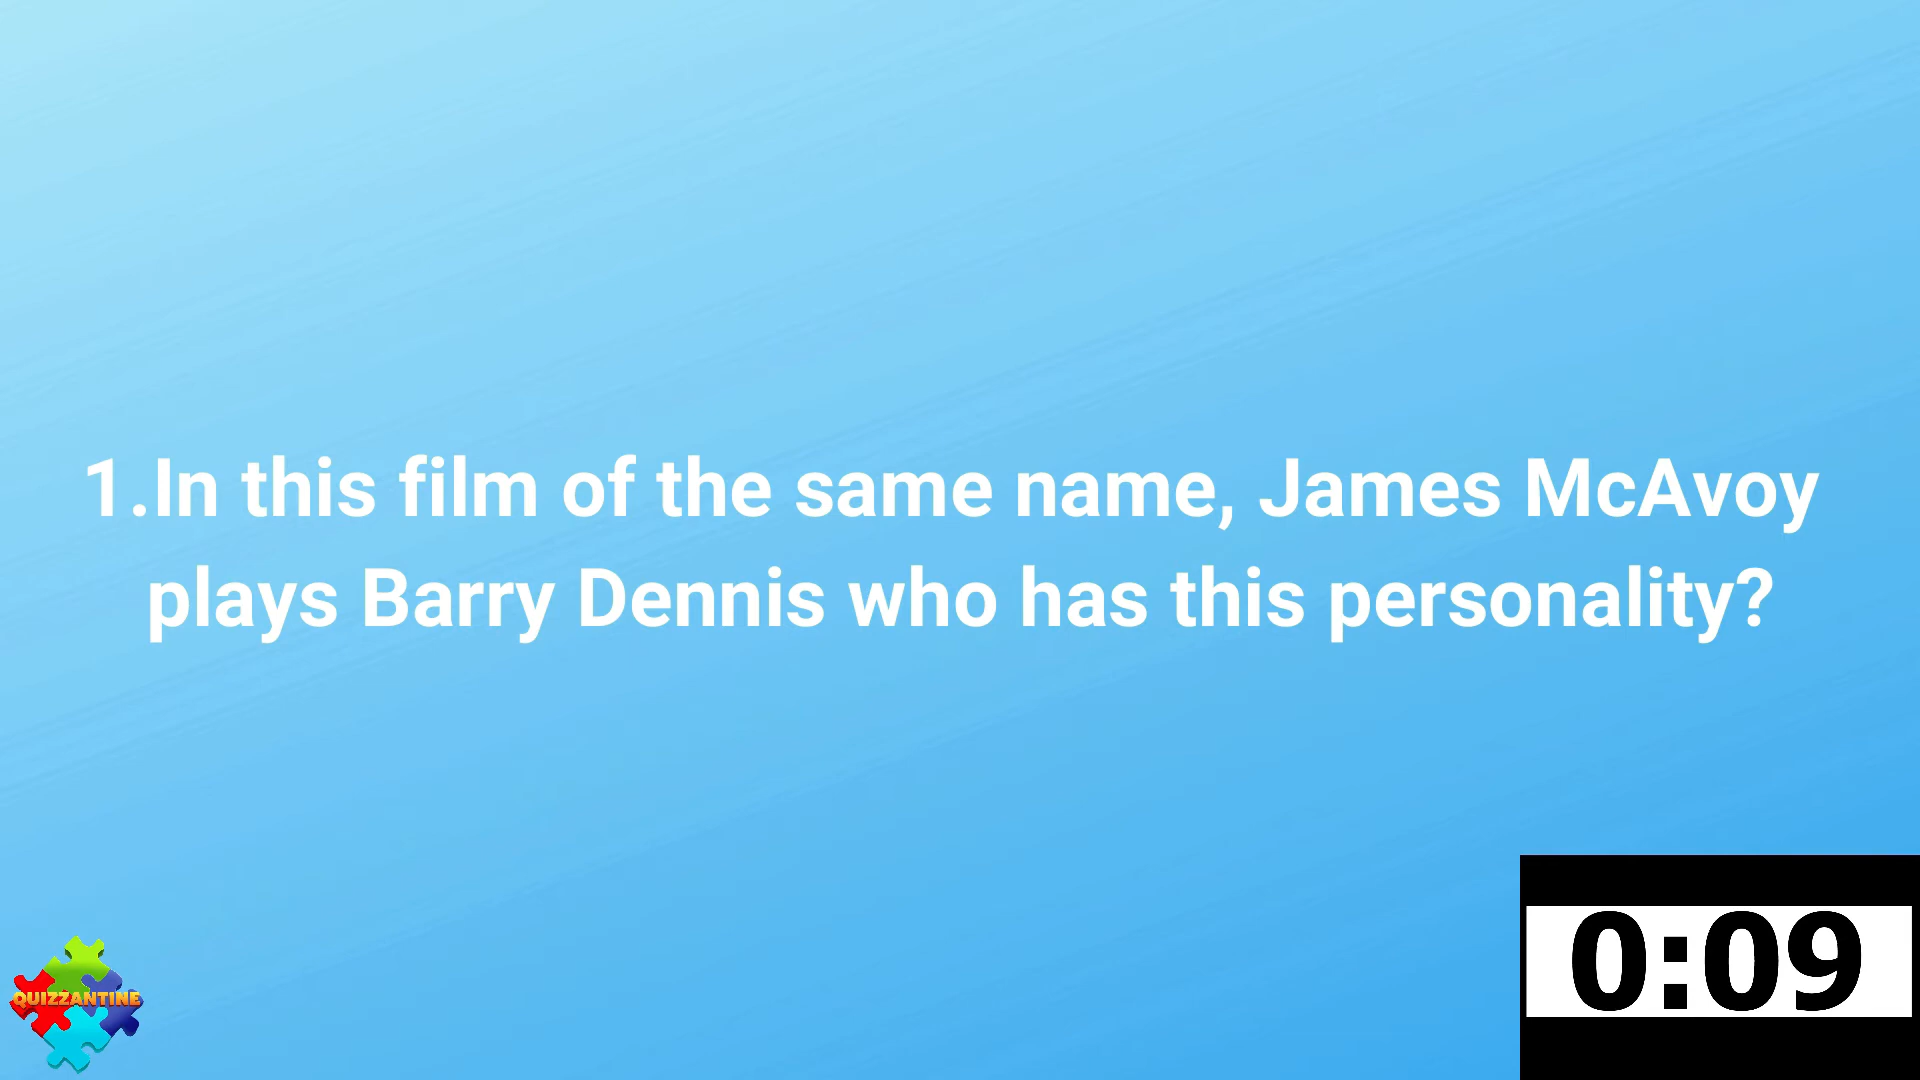 1.In this film of the same name, James McAvoy
plays Barry Dennis who has this personality?
QUIZZANTINE
0:09